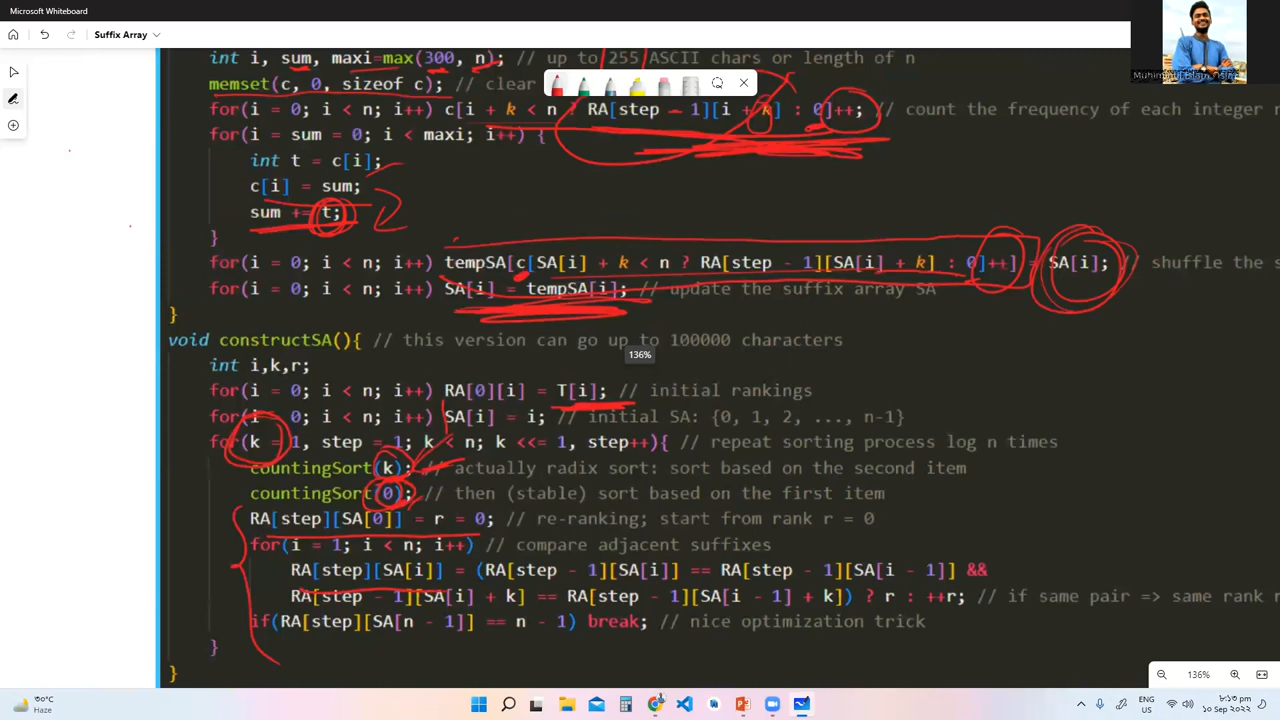 Microsoft Whiteboard
Suffix Array
int i, sum, maxi=max(300, n); // up to 255 ASCII chars or length of n
memset(c, 0, sizeof c); // clear
for(i = 0; i < n; i++) c[i + k < n ? RA[step - 1][i + k] : 0]++; // count the frequency of each integer r
for(i = sum = 0; i < maxi; i++) {
int t = c[i];
c[i] = sum;
sum += t;
}
for(i = 0; i < n; i++) tempSA[c[SA[i] + k < n ? RA[step - 1][SA[i] + k] : 0]++] = SA[i]; // shuffle the s
for(i = 0; i < n; i++) SA[i] = tempSA[i]; // update the suffix array SA
}
void constructSA(){ // this version can go up to 100000 characters
136%
int i,k,r;
for(i = 0; i < n; i++) RA[0][i] = T[i]; // initial rankings
for(i = 0; i < n; i++) SA[i] = i; // initial SA: {0, 1, 2, ..., n-1}
for(k = 1, step = 1; k < n; k <<= 1, step++){ // repeat sorting process log n times
countingSort(k); // actually radix sort: sort based on the second item
countingSort(0); // then (stable) sort based on the first item
RA[step][SA[0]] = r = 0; // re-ranking; start from rank r = 0
for(i = 1; i < n; i++) // compare adjacent suffixes
RA[step][SA[i]] = (RA[step - 1][SA[i]] == RA[step - 1][SA[i - 1]] &&
RA[step - 1][SA[i] + k] == RA[step - 1][SA[i - 1] + k]) ? r : ++r; // if same pair => same rank r
if(RA[step][SA[n - 1]] == n - 1) break; // nice optimization trick
}
}
136%
৩০°C
Haze
ENG
US
৮:১৩ PM
১০ Sep ২০২২